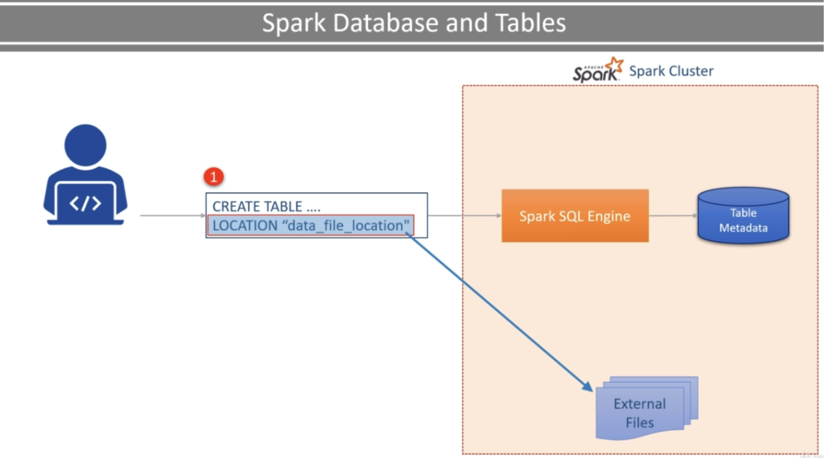 Spark Database and Tables
APACHE
Spark
Spark Cluster
1
CREATE TABLE ....
LOCATION “data_file_location"
</>
Spark SQL Engine
Table
Metadata
External
Files